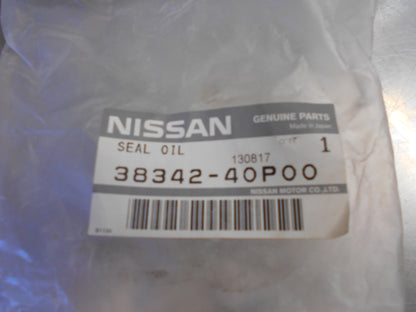 NISSAN GENUINE PARTS
Made in Japan
SEAL OIL 130817 1
38342-40P00
NISSAN MOTOR CO.,LTD.